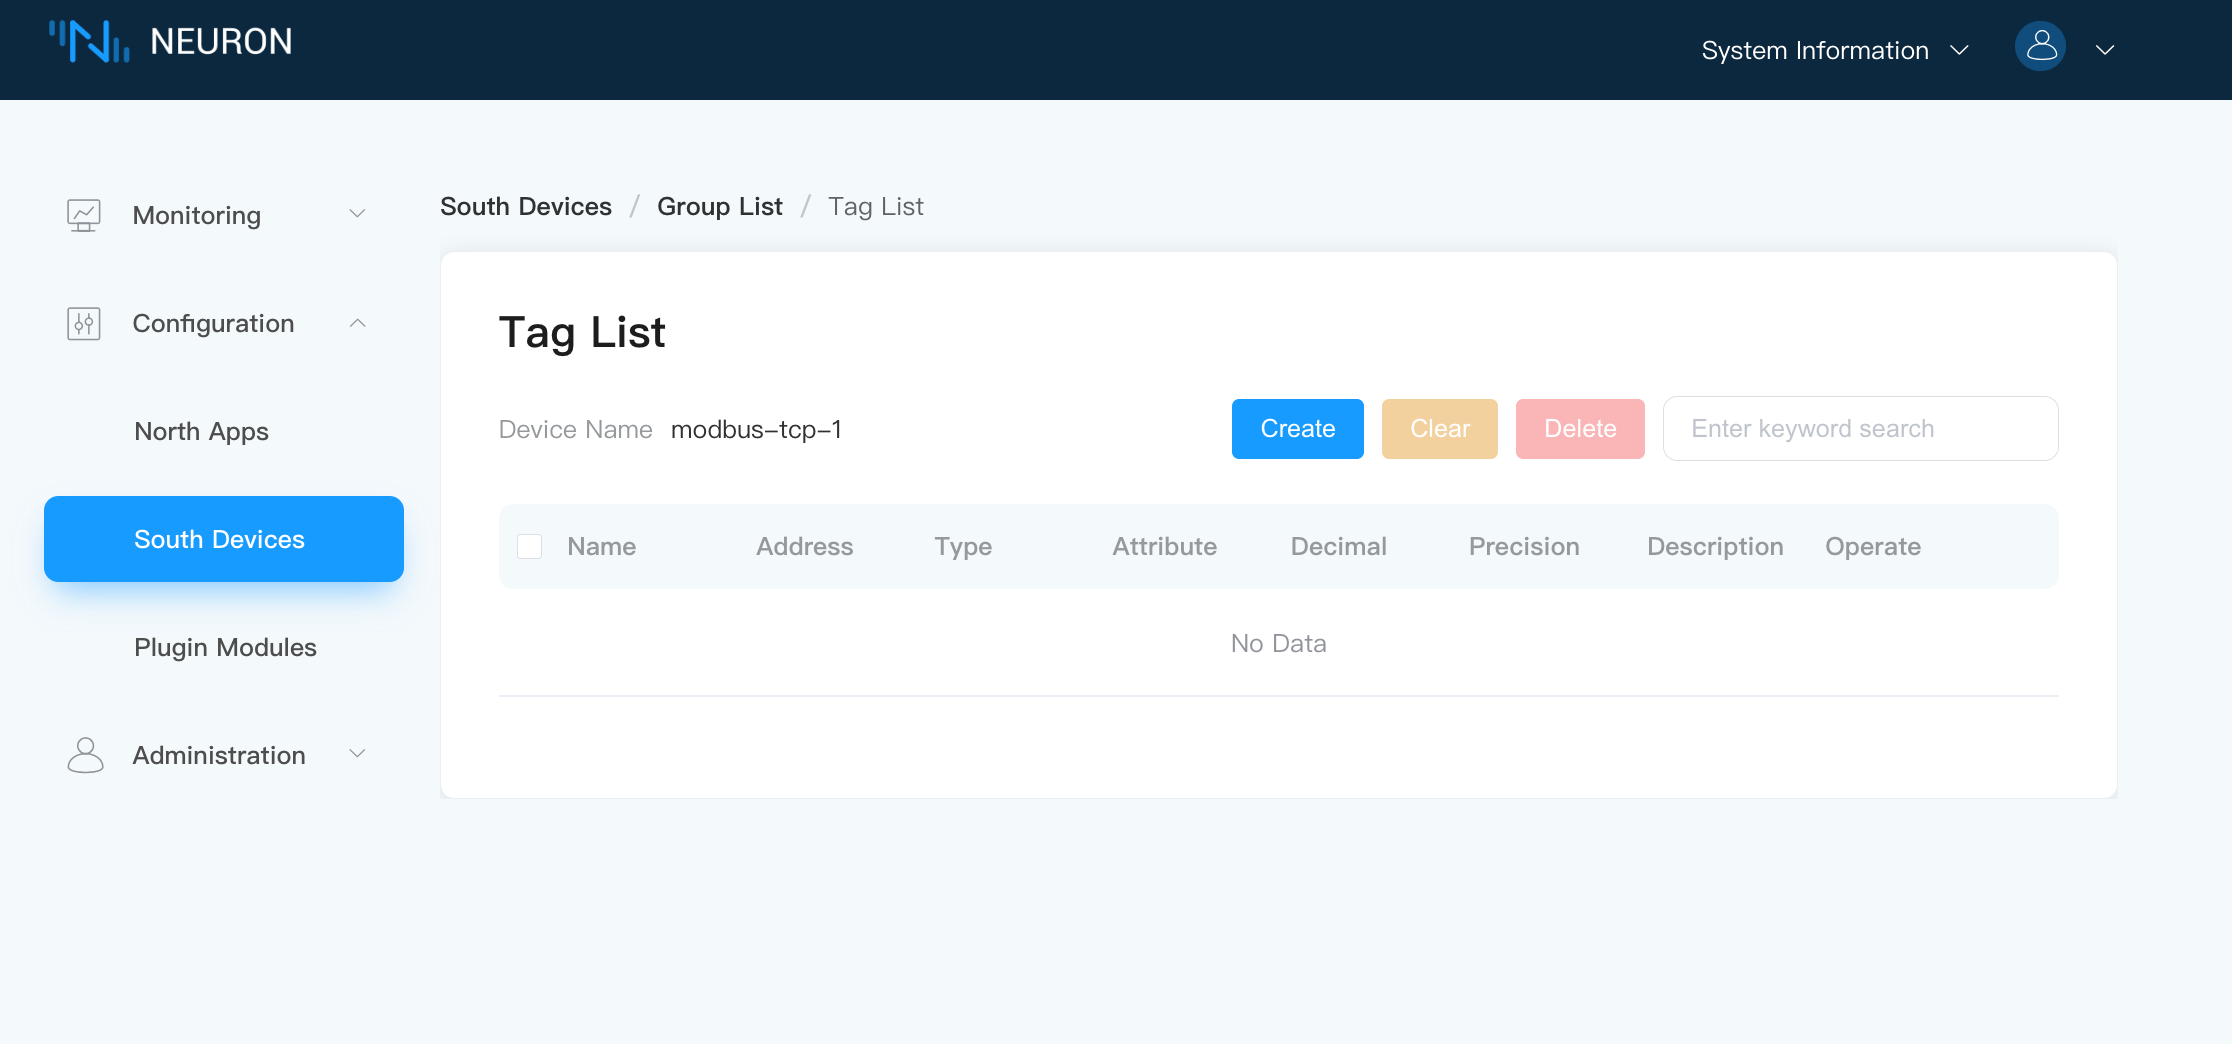 NEURON
System Information
Monitoring
Configuration
North Apps
South Devices
Plugin Modules
Administration
South Devices / Group List / Tag List
Tag List
Device Name modbus-tcp-1
Create Clear Delete Enter keyword search
Name Address Type Attribute Decimal Precision Description Operate
No Data